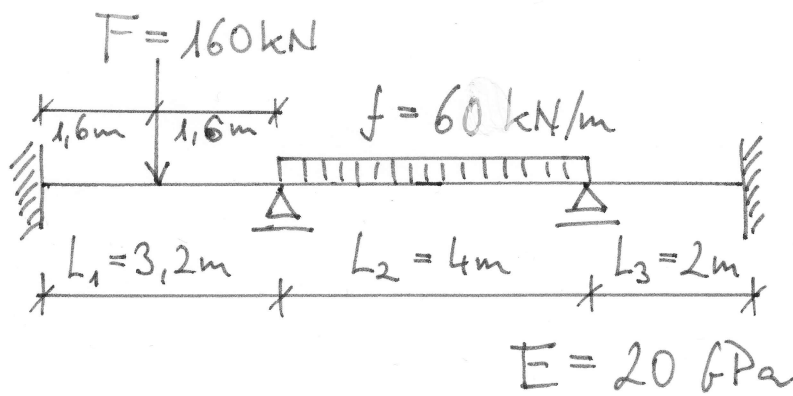 F = 160kN
1,6m 1,6m f = 60 kN/m
L₁=3,2m L₂ = 4m L₃=2m
E = 20 GPa